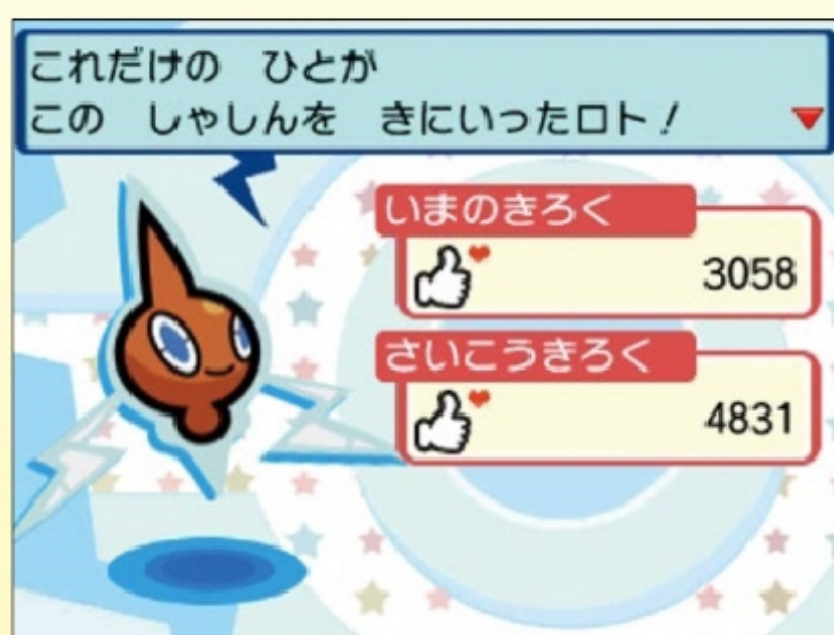 これだけの　ひとが
この　しゃしんを　きにいったロト！
いまのきろく
3058
さいこうきろく
4831